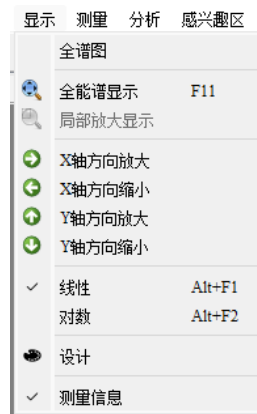 显示 测量 分析 感兴趣区
全谱图
全能谱显示 F11
局部放大显示
X轴方向放大
X轴方向缩小
Y轴方向放大
Y轴方向缩小
线性 Alt+F1
对数 Alt+F2
设计
测量信息